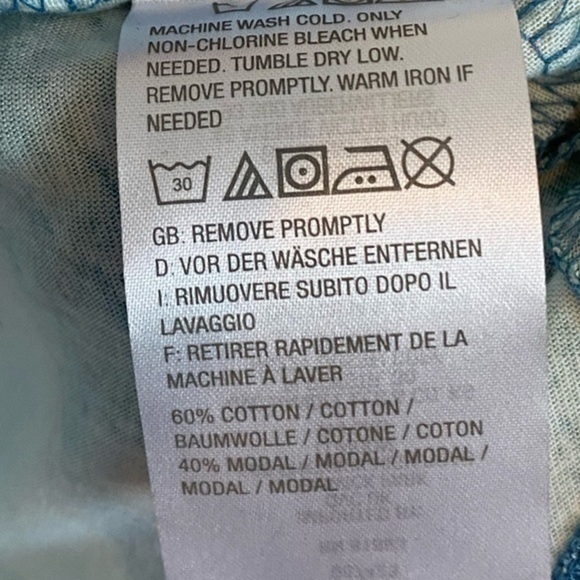 MACHINE WASH COLD. ONLY
NON-CHLORINE BLEACH WHEN
NEEDED. TUMBLE DRY LOW.
REMOVE PROMPTLY. WARM IRON IF
NEEDED
30
GB: REMOVE PROMPTLY
D: VOR DER WÄSCHE ENTFERNEN
I: RIMUOVERE SUBITO DOPO IL
LAVAGGIO
F: RETIRER RAPIDEMENT DE LA
MACHINE À LAVER
60% COTTON / COTTON /
BAUMWOLLE / COTONE / COTON
40% MODAL / MODAL / MODAL /
MODAL / MODAL